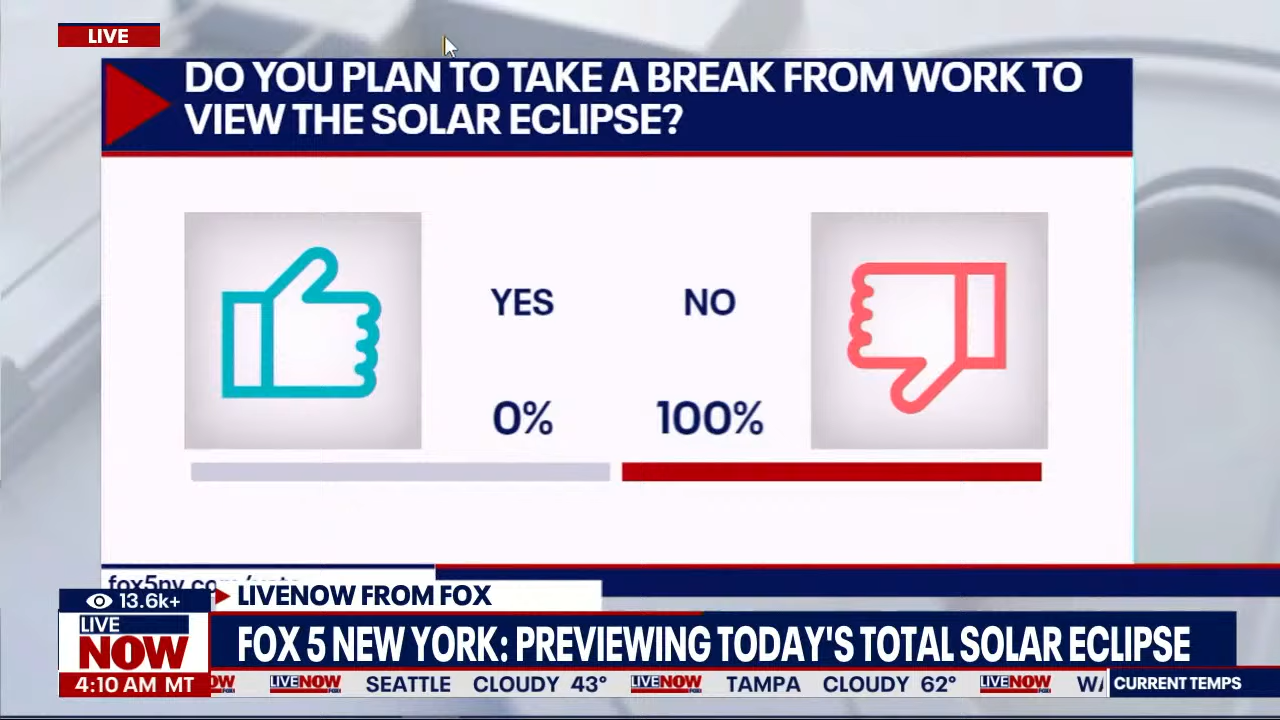 LIVE
DO YOU PLAN TO TAKE A BREAK FROM WORK TO
VIEW THE SOLAR ECLIPSE?
YES
NO
0%
100%
13.6k+
LIVENOW FROM FOX
LIVE
NOW
FOX 5 NEW YORK: PREVIEWING TODAY'S TOTAL SOLAR ECLIPSE
4:10 AM MT
LIVENOW SEATTLE CLOUDY 43° LIVENOW TAMPA CLOUDY 62° LIVENOW
CURRENT TEMPS